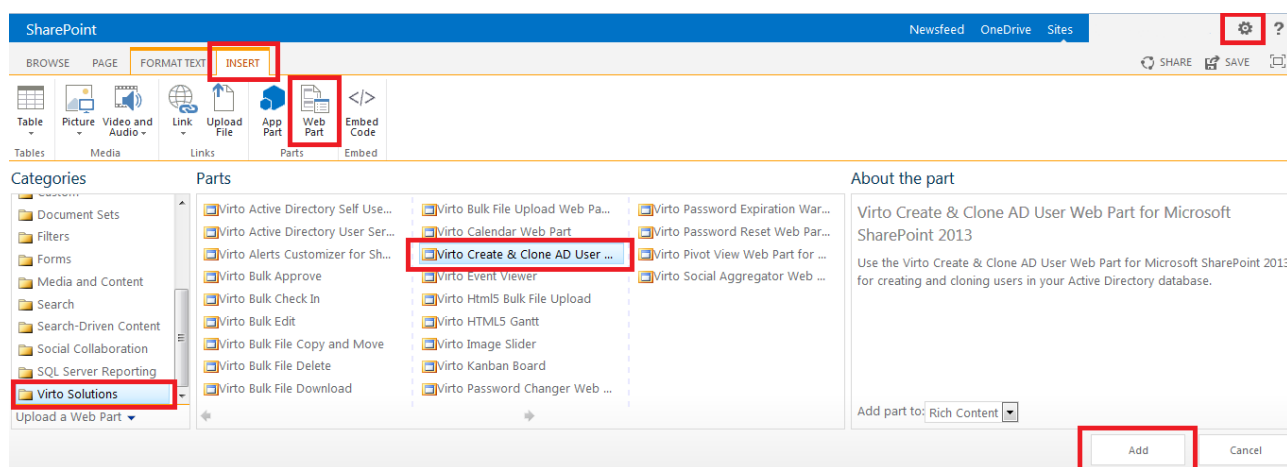 SharePoint
Newsfeed OneDrive Sites
?
BROWSE PAGE FORMAT TEXT INSERT
SHARE SAVE
Table Picture Video and Audio Link Upload File App Part Web Part </> Embed Code
Tables Media Links Parts Embed
Categories
Document Sets
Filters
Forms
Media and Content
Search
Search-Driven Content
Social Collaboration
SQL Server Reporting
Virto Solutions
Upload a Web Part
Parts
Virto Active Directory Self Use...
Virto Active Directory User Ser...
Virto Alerts Customizer for Sh...
Virto Bulk Approve
Virto Bulk Check In
Virto Bulk Edit
Virto Bulk File Copy and Move
Virto Bulk File Delete
Virto Bulk File Download
Virto Bulk File Upload Web Pa...
Virto Calendar Web Part
Virto Create & Clone AD User ...
Virto Event Viewer
Virto Html5 Bulk File Upload
Virto HTML5 Gantt
Virto Image Slider
Virto Kanban Board
Virto Password Changer Web ...
Virto Password Expiration War...
Virto Password Reset Web Par...
Virto Pivot View Web Part for ...
Virto Social Aggregator Web ...
About the part
Virto Create & Clone AD User Web Part for Microsoft
SharePoint 2013
Use the Virto Create & Clone AD User Web Part for Microsoft SharePoint 2013
for creating and cloning users in your Active Directory database.
Add part to: Rich Content
Add Cancel